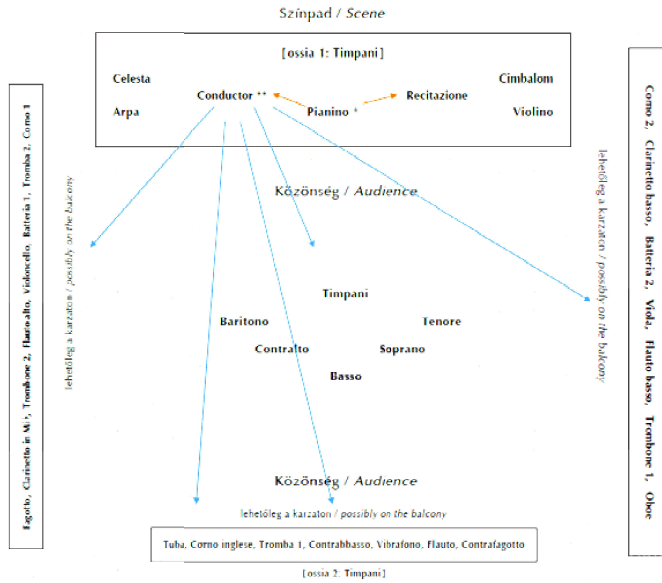 Színpad / Scene
[ossia 1: Timpani]
Celesta
Cimbalom
Conductor **
Pianino *
Recitazione
Arpa
Violino
Közönség / Audience
Timpani
Baritono
Tenore
Contralto
Soprano
Basso
Közönség / Audience
lehetőleg a karzaton / possibly on the balcony
Tuba, Corno inglese, Tromba 1, Contrabbasso, Vibrafono, Flauto, Contrafagotto
[ossia 2: Timpani]
Fagotto, Clarinetto in Mi♭, Trombone 2, Flauto alto, Violoncello, Batteria 1, Tromba 2, Corno 1
lehetőleg a karzaton / possibly on the balcony
lehetőleg a karzaton / possibly on the balcony
Corno 2, Clarinetto basso, Batteria 2, Viola, Flauto basso, Trombone 1, Oboe